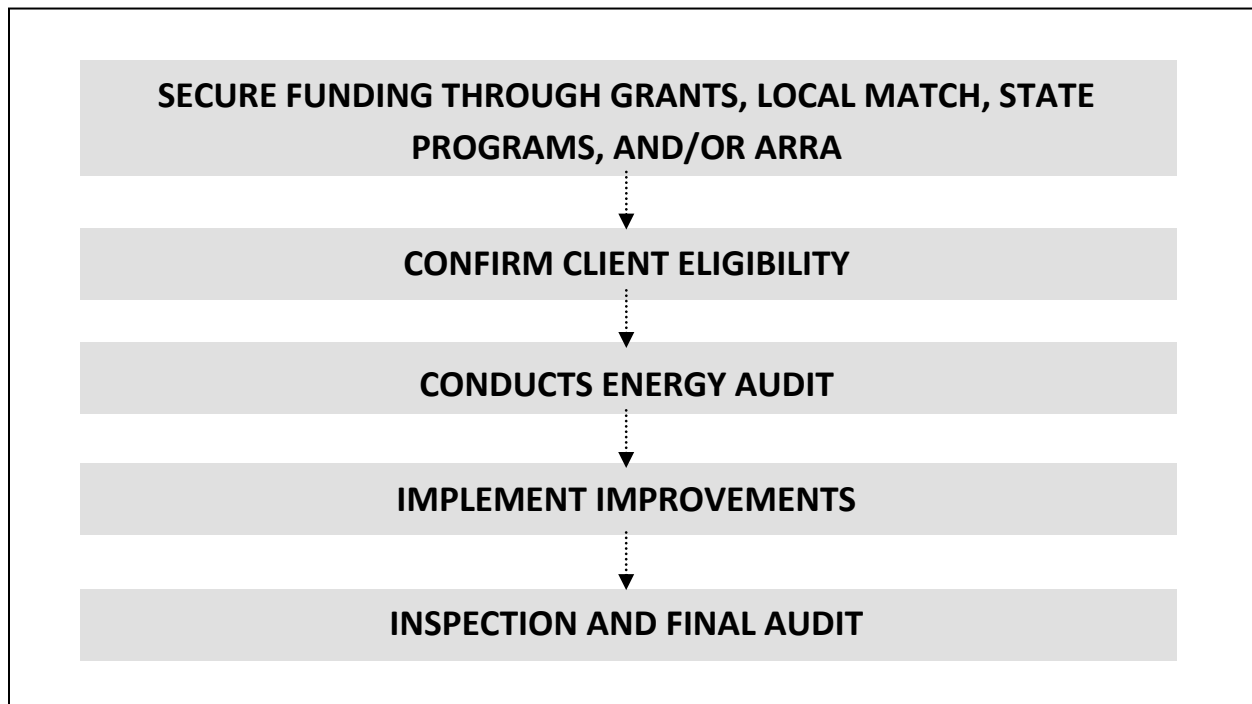 SECURE FUNDING THROUGH GRANTS, LOCAL MATCH, STATE
PROGRAMS, AND/OR ARRA
CONFIRM CLIENT ELIGIBILITY
CONDUCTS ENERGY AUDIT
IMPLEMENT IMPROVEMENTS
INSPECTION AND FINAL AUDIT